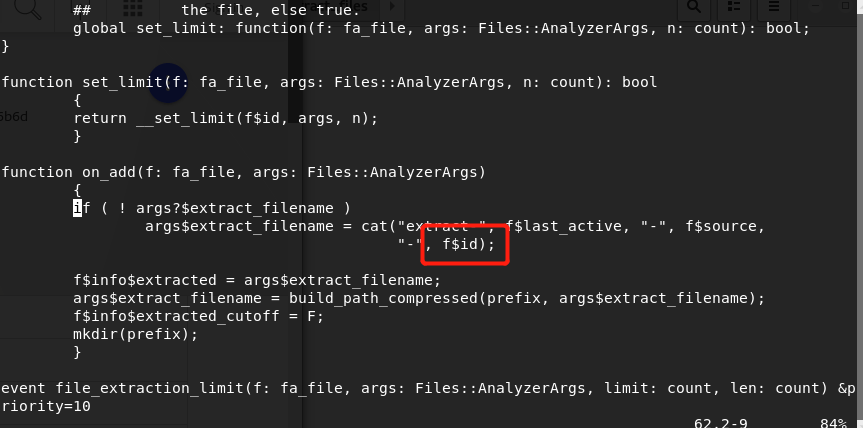 ##       the file, else true.
global set_limit: function(f: fa_file, args: Files::AnalyzerArgs, n: count): bool;
}
function set_limit(f: fa_file, args: Files::AnalyzerArgs, n: count): bool
{
return __set_limit(f$id, args, n);
}
function on_add(f: fa_file, args: Files::AnalyzerArgs)
{
if ( ! args?$extract_filename )
args$extract_filename = cat("extract-", f$last_active, "-", f$source,
"-", f$id);
f$info$extracted = args$extract_filename;
args$extract_filename = build_path_compressed(prefix, args$extract_filename);
f$info$extracted_cutoff = F;
mkdir(prefix);
}
event file_extraction_limit(f: fa_file, args: Files::AnalyzerArgs, limit: count, len: count) &p
riority=10
62,2-9 84%